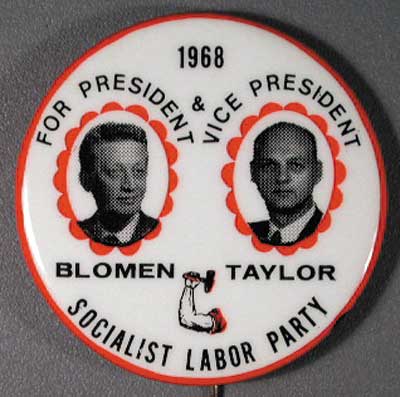 1968
FOR PRESIDENT & VICE PRESIDENT
BLOMEN TAYLOR
SOCIALIST LABOR PARTY